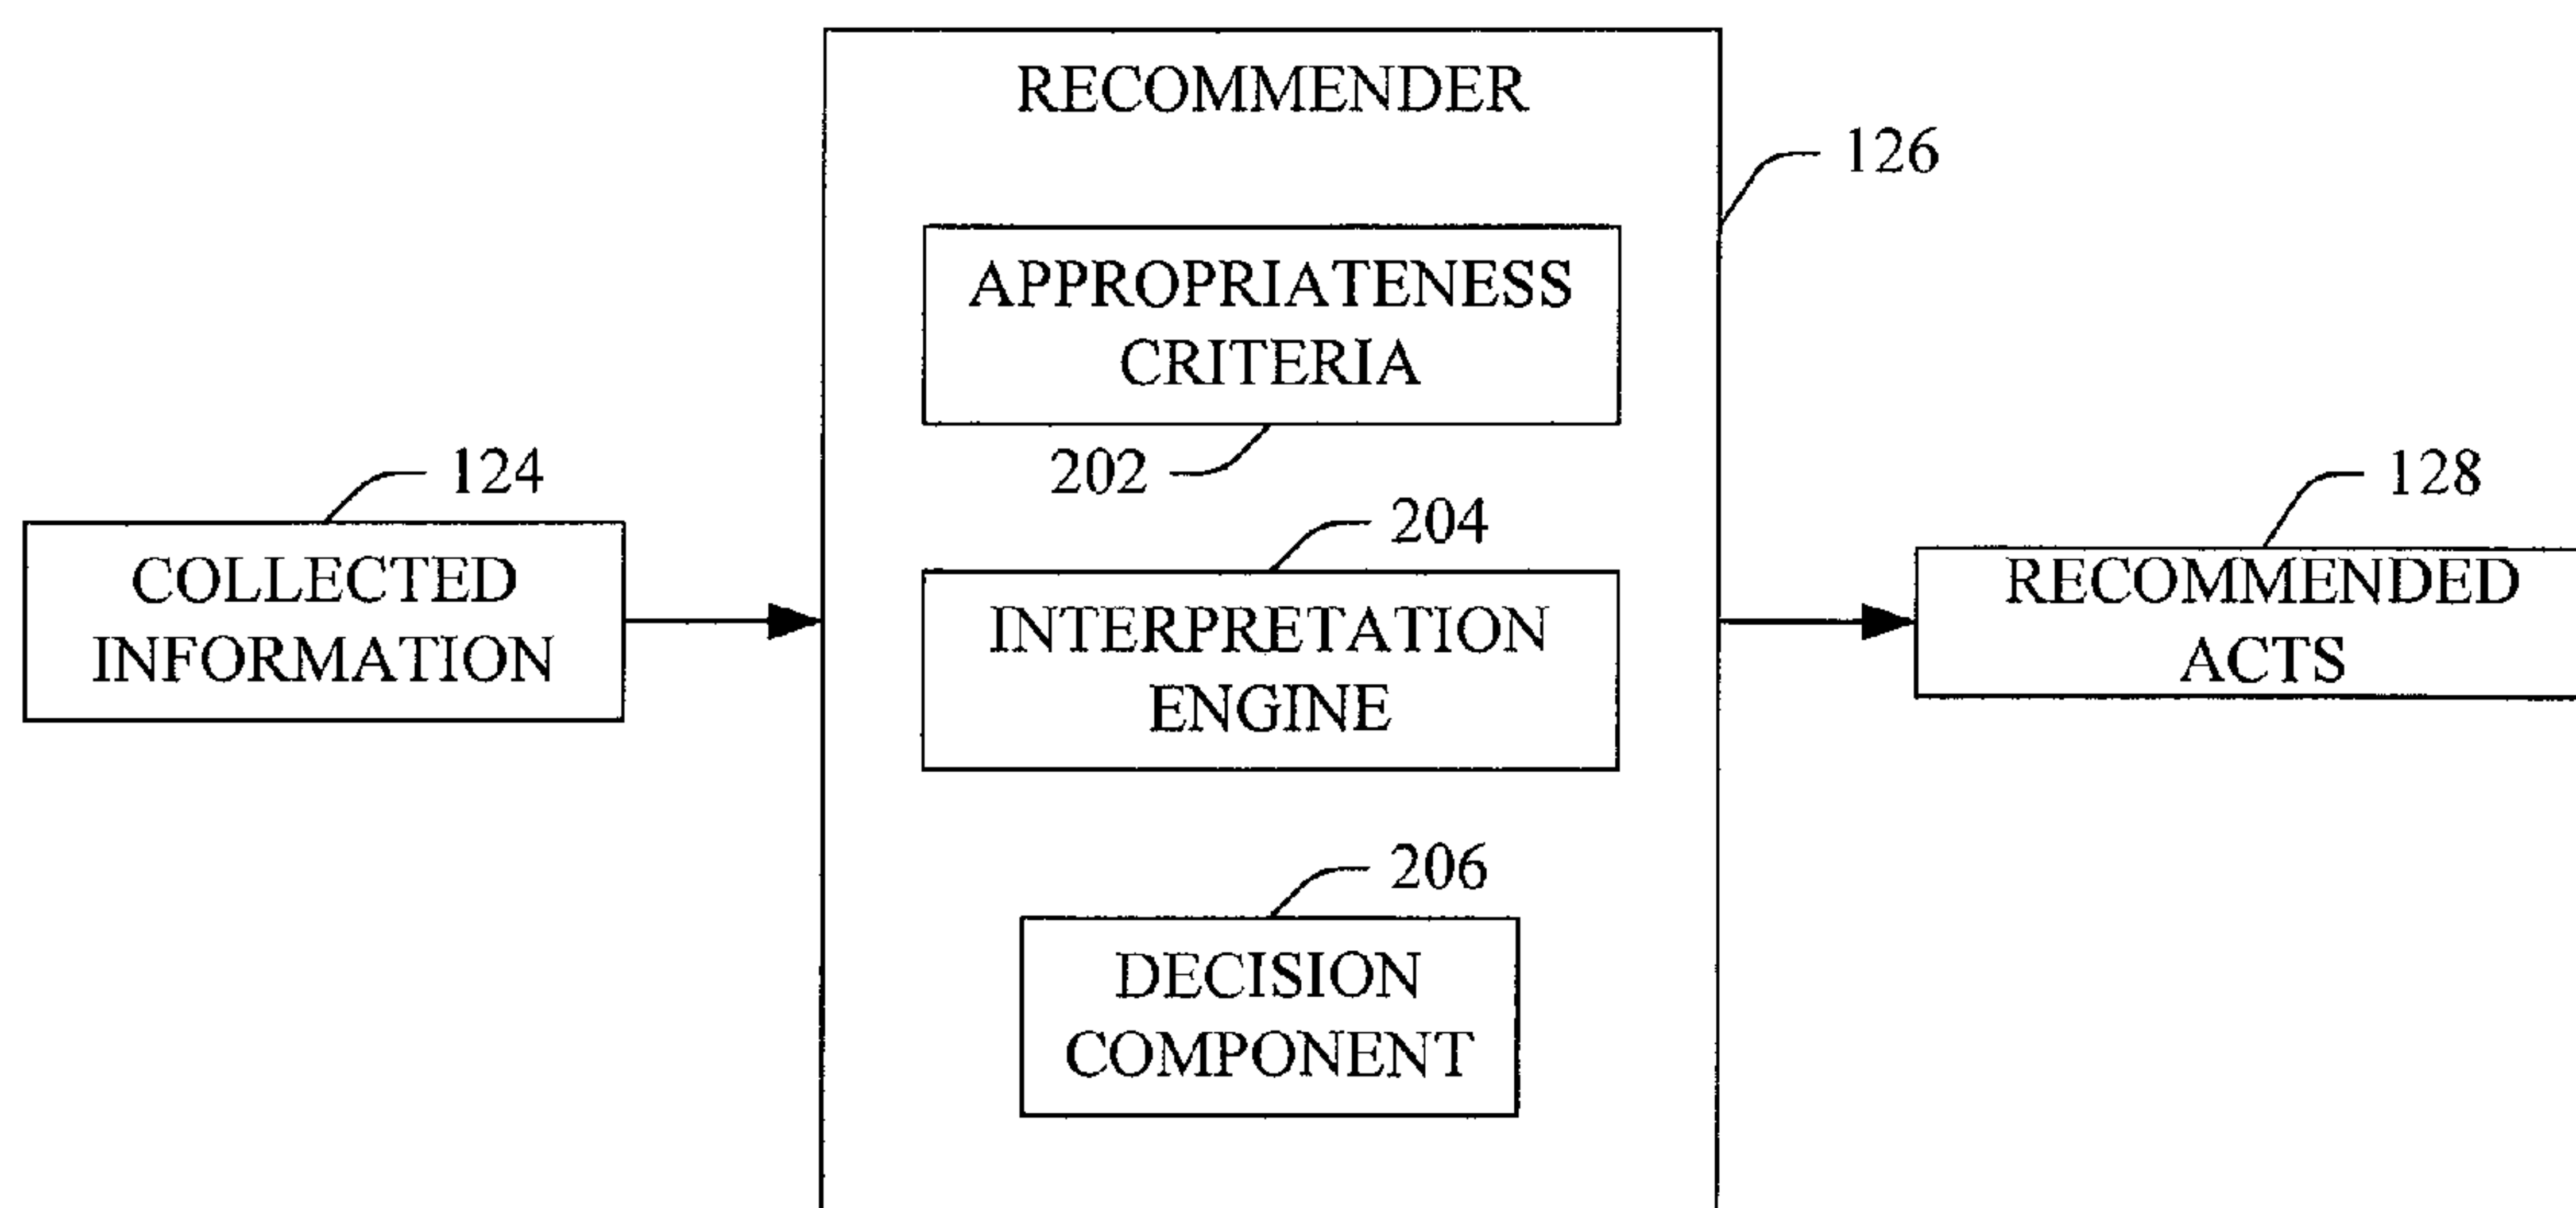 RECOMMENDER
126
APPROPRIATENESS
CRITERIA
202
124
COLLECTED
INFORMATION
204
INTERPRETATION
ENGINE
206
DECISION
COMPONENT
128
RECOMMENDED
ACTS